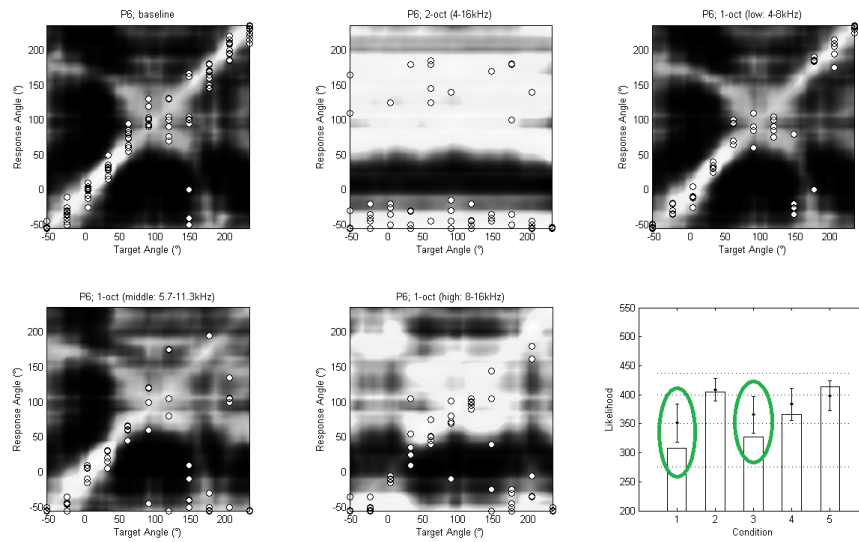 P6; baseline
200
150
100
50
0
-50
Response Angle (°)
-50 0 50 100 150 200
Target Angle (°)
P6; 2-oct (4-16kHz)
200
150
100
50
0
-50
Response Angle (°)
-50 0 50 100 150 200
Target Angle (°)
P6; 1-oct (low: 4-8kHz)
200
150
100
50
0
-50
Response Angle (°)
-50 0 50 100 150 200
Target Angle (°)
P6; 1-oct (middle: 5.7-11.3kHz)
200
150
100
50
0
-50
Response Angle (°)
-50 0 50 100 150 200
Target Angle (°)
P6; 1-oct (high: 8-16kHz)
200
150
100
50
0
-50
Response Angle (°)
-50 0 50 100 150 200
Target Angle (°)
550
500
450
400
350
300
250
200
Likelihood
1 2 3 4 5
Condition